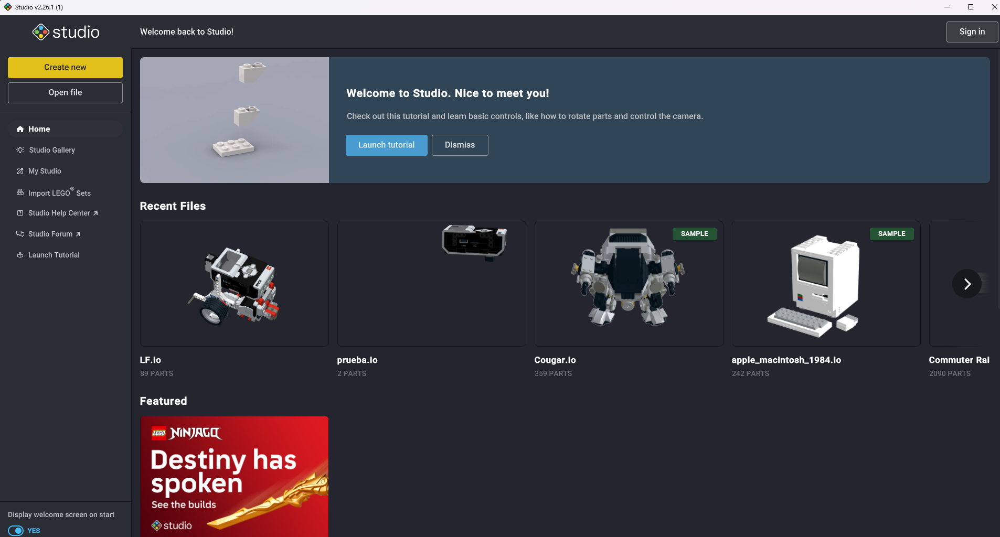 Studio v2.26.1 (1)
studio
Welcome back to Studio!
Sign in
Create new
Open file
Home
Studio Gallery
My Studio
Import LEGO® Sets
Studio Help Center
Studio Forum
Launch Tutorial
Welcome to Studio. Nice to meet you!
Check out this tutorial and learn basic controls, like how to rotate parts and control the camera.
Launch tutorial
Dismiss
Recent Files
EV3
SAMPLE
SAMPLE
LF.io
89 PARTS
prueba.io
2 PARTS
Cougar.io
359 PARTS
apple_macintosh_1984.io
242 PARTS
Commuter Rai
2090 PARTS
Featured
LEGO NINJAGO
Destiny has
spoken
See the builds
studio
Display welcome screen on start
YES